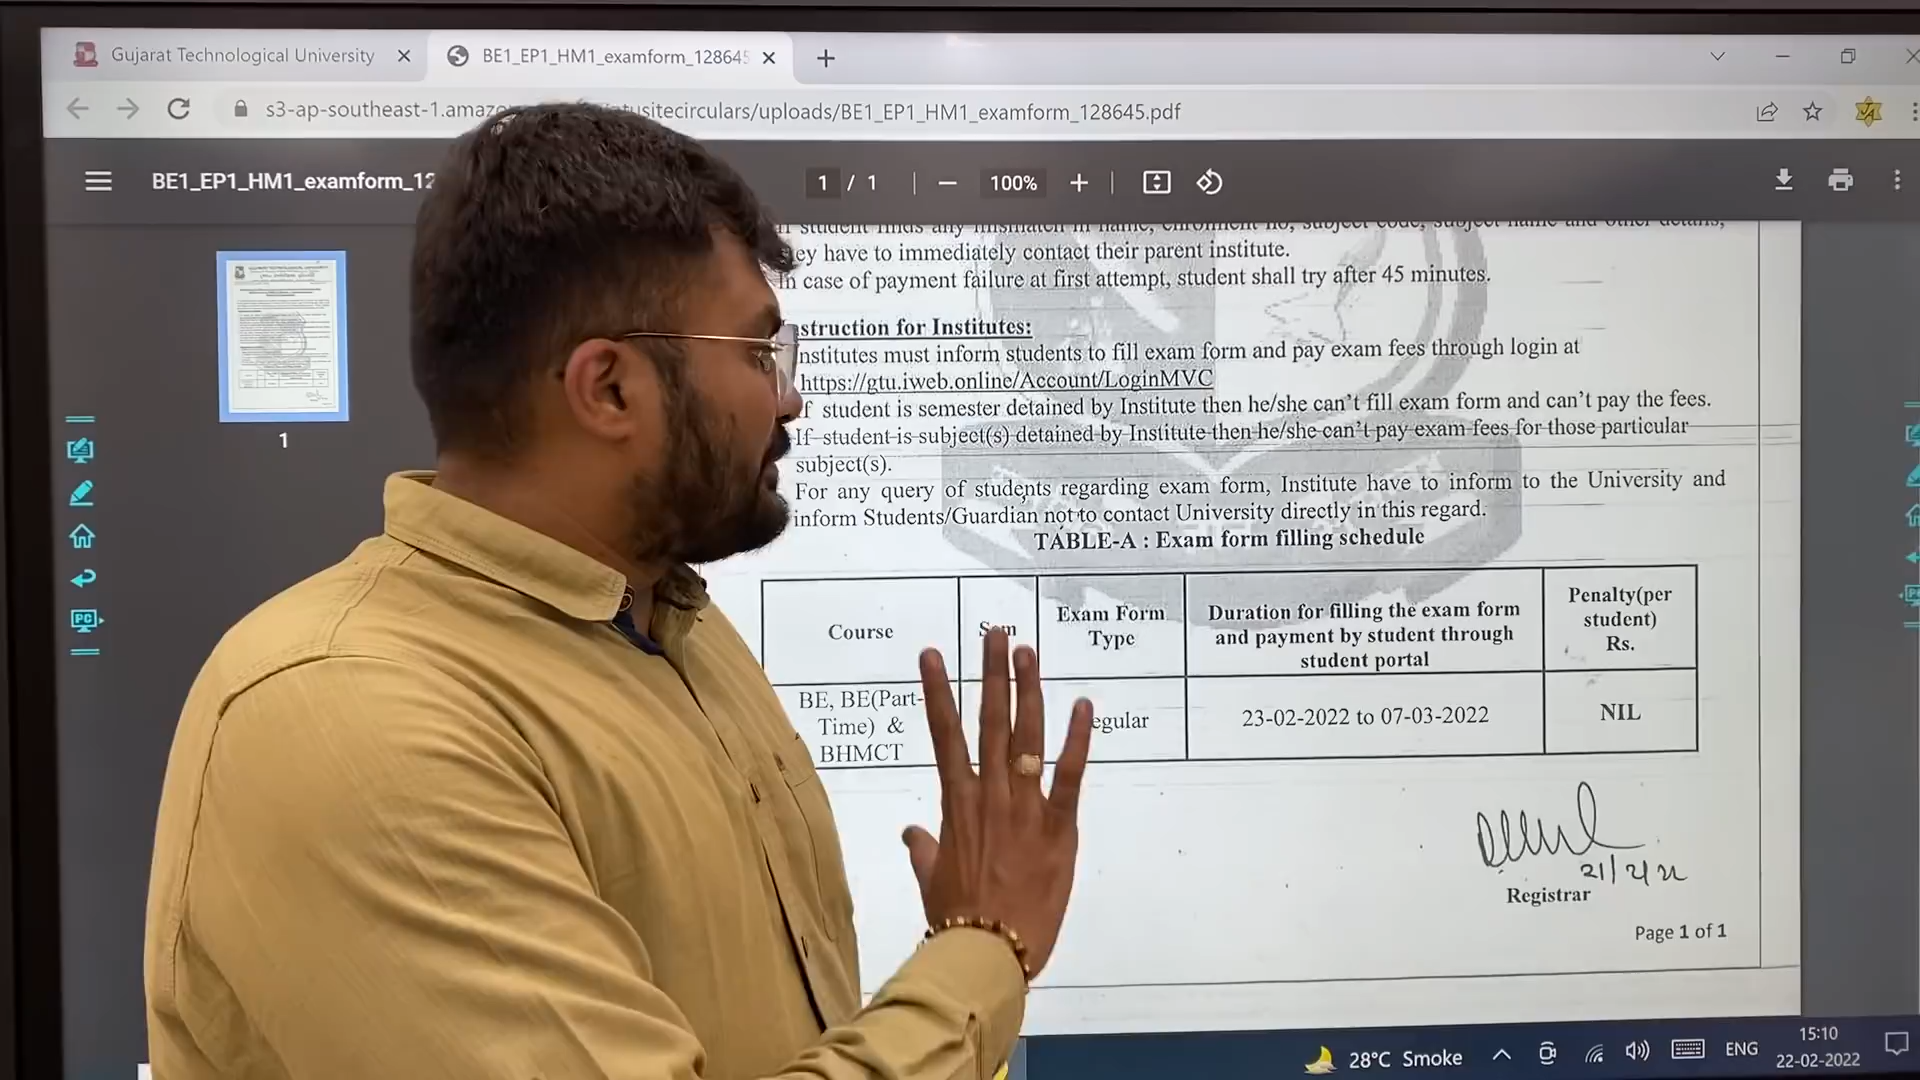 Gujarat Technological University
BE1_EP1_HM1_examform_128645
s3-ap-southeast-1.amazo
tusitecirculars/uploads/BE1_EP1_HM1_examform_128645.pdf
BE1_EP1_HM1_examform_12
1 / 1
100%
ey have to immediately contact their parent institute.
In case of payment failure at first attempt, student shall try after 45 minutes.
struction for Institutes:
nstitutes must inform students to fill exam form and pay exam fees through login at
https://gtu.iweb.online/Account/LoginMVC
f student is semester detained by Institute then he/she can't fill exam form and can't pay the fees.
If student is subject(s) detained by Institute then he/she can't pay exam fees for those particular
subject(s).
For any query of students regarding exam form, Institute have to inform to the University and
inform Students/Guardian not to contact University directly in this regard.
TABLE-A : Exam form filling schedule
Course
Exam Form
Type
Duration for filling the exam form
and payment by student through
student portal
Penalty(per
student)
Rs.
BE, BE(Part-
Time) &
BHMCT
egular
23-02-2022 to 07-03-2022
NIL
Registrar
Page 1 of 1
1
PC
28°C Smoke
ENG
15:10
22-02-2022